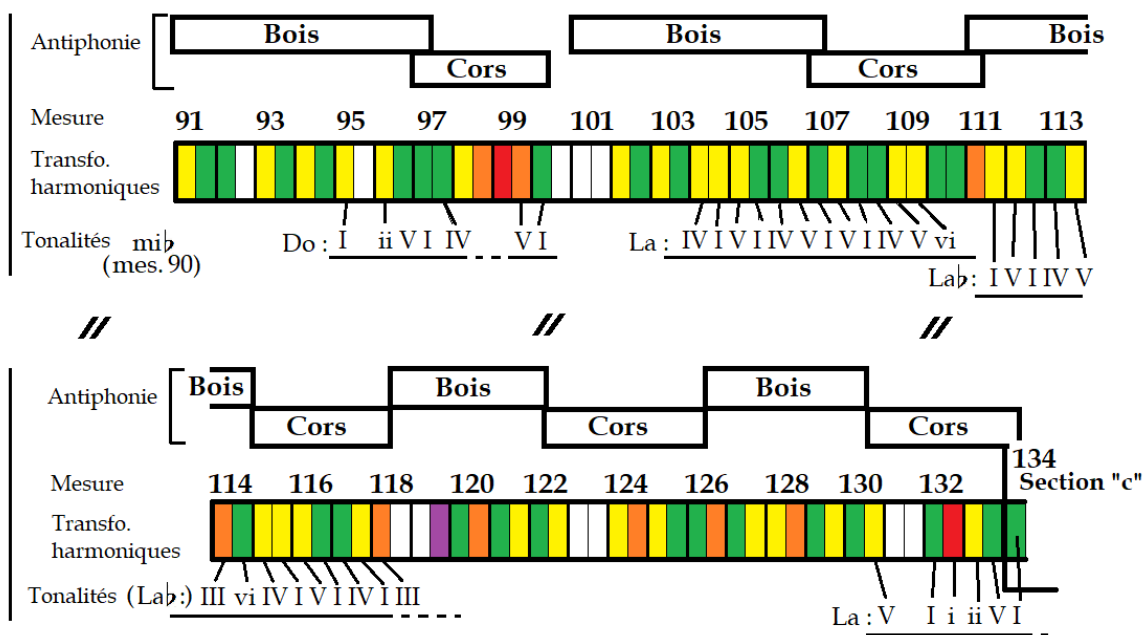 Antiphonie Bois Cors Bois Cors Bois
Mesure 91 93 95 97 99 101 103 105 107 109 111 113
Transfo.
harmoniques
Tonalités mi♭ Do : I ii V I IV V I La : IV I V I IV V I V I IV V vi
(mes. 90)
La♭: I V I IV V
// // //
Antiphonie Bois Cors Bois Cors Bois Cors
Mesure 114 116 118 120 122 124 126 128 130 132 134
Section "c"
Transfo.
harmoniques
Tonalités (La♭:) III vi IV I V I IV I III La : V I i ii V I